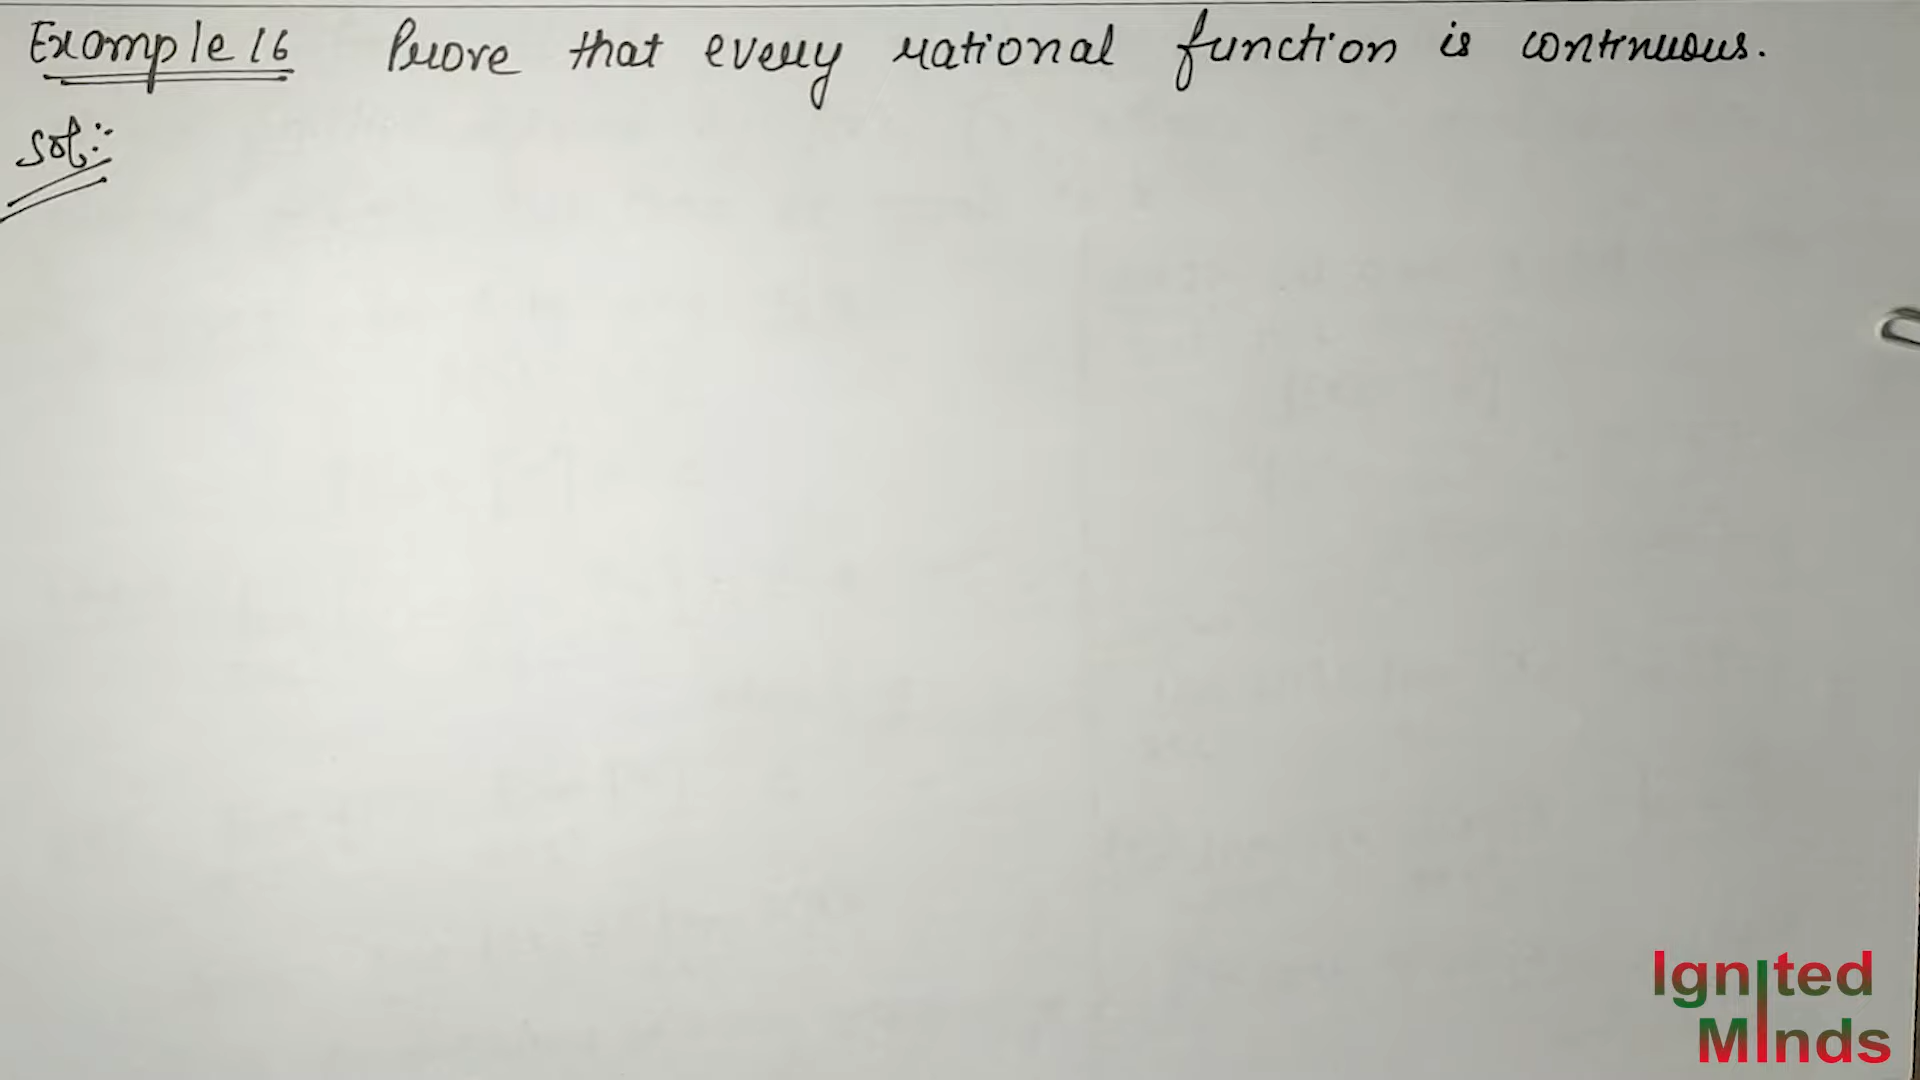 Example 16 Prove that every rational function is continuous.
Sol:-
Ignited
Minds